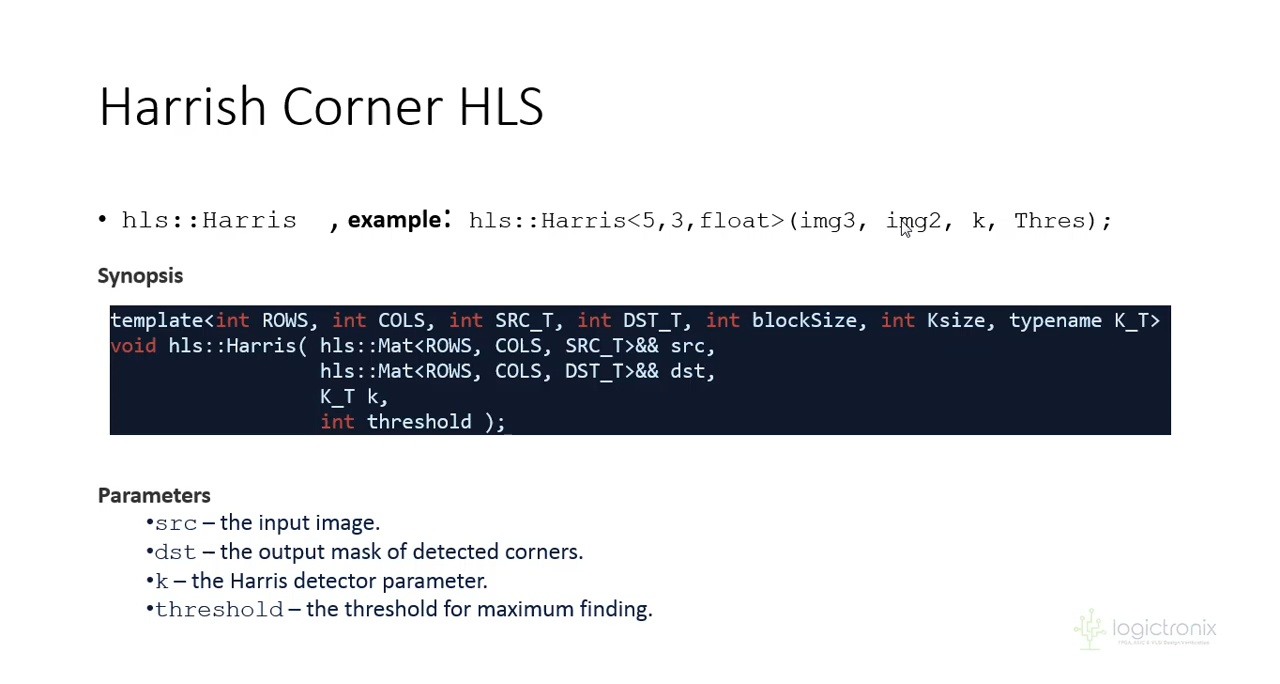 Harrish Corner HLS
• hls::Harris , example: hls::Harris<5,3,float>(img3, img2, k, Thres);
Synopsis
template<int ROWS, int COLS, int SRC_T, int DST_T, int blockSize, int Ksize, typename K_T>
void hls::Harris( hls::Mat<ROWS, COLS, SRC_T>&& src,
hls::Mat<ROWS, COLS, DST_T>&& dst,
K_T k,
int threshold );
Parameters
•src – the input image.
•dst – the output mask of detected corners.
•k – the Harris detector parameter.
•threshold – the threshold for maximum finding.
logictronix